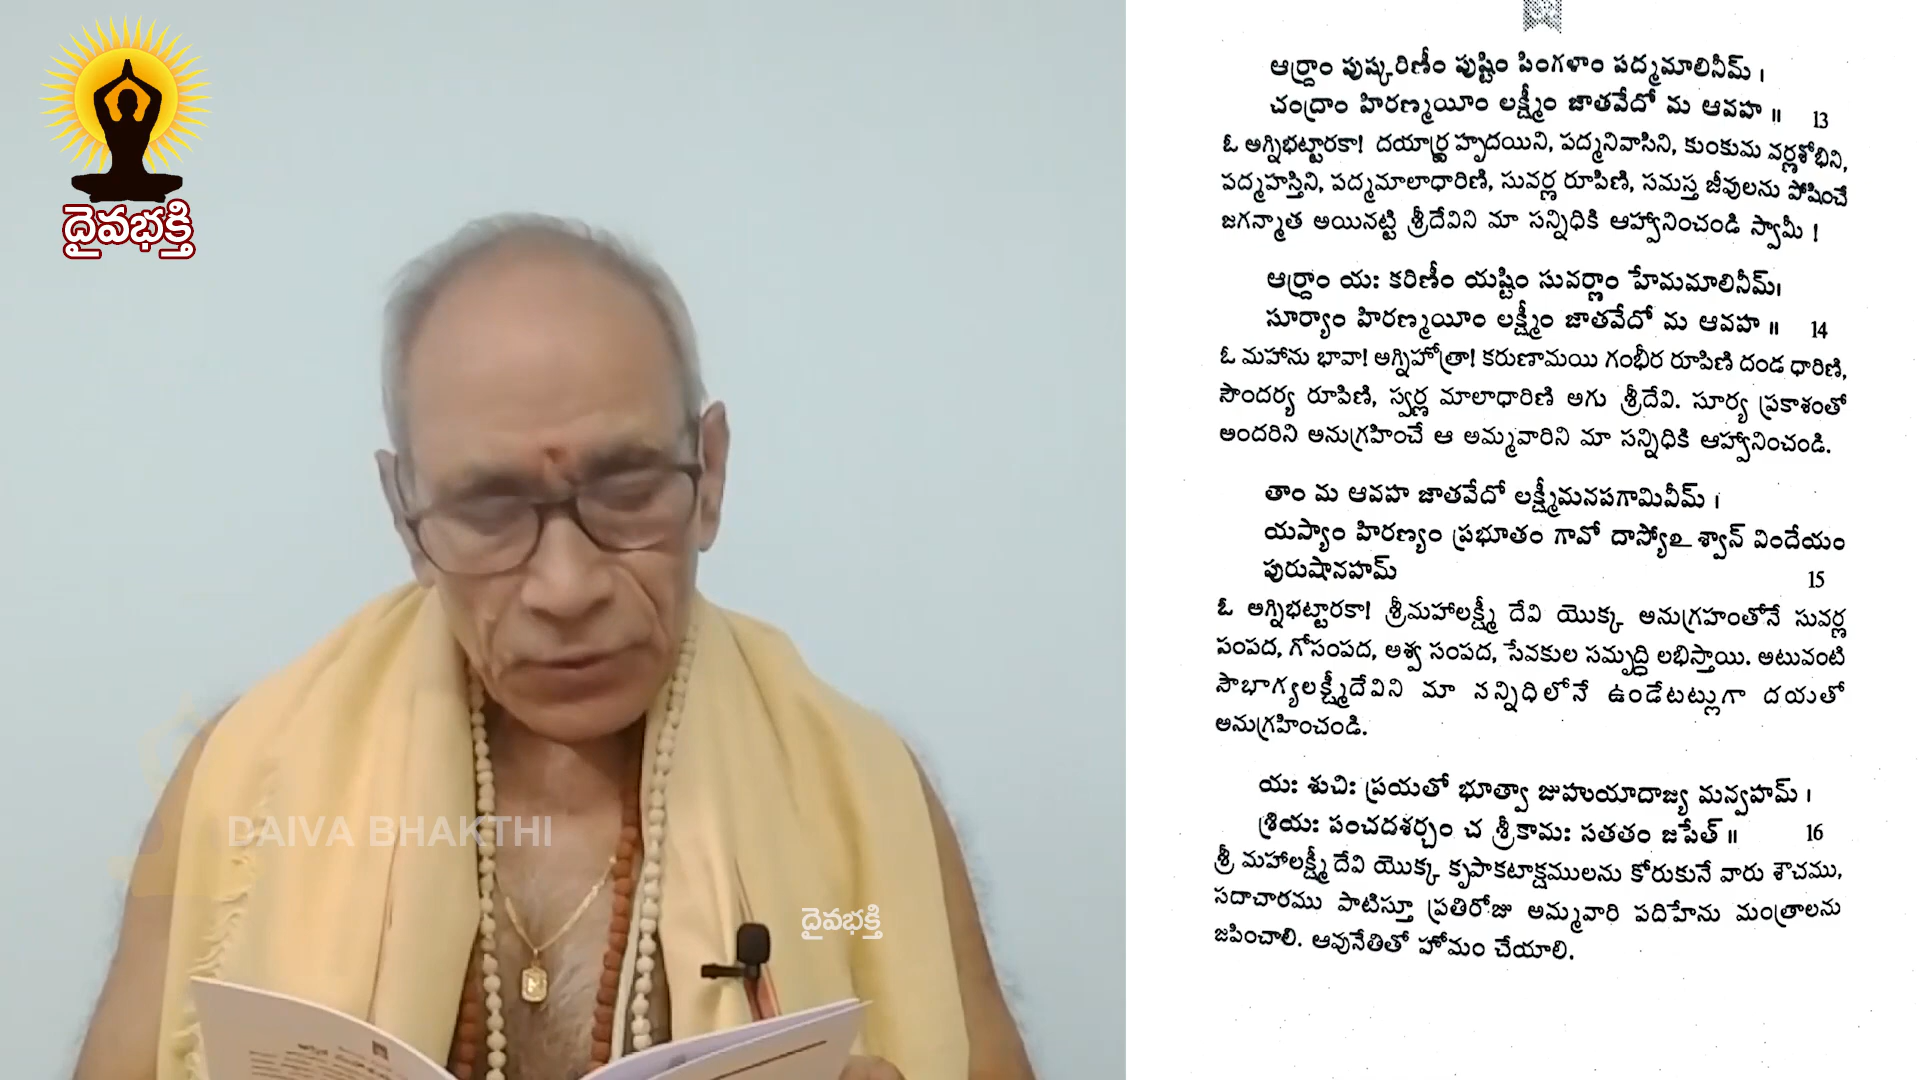 దైవభక్తి
ఆర్ద్రాం పుష్కరిణీం పుష్టిం పింగళాం పద్మమాలినీమ్ ।
చంద్రాం హిరణ్మయీం లక్ష్మీం జాతవేదో మ ఆవహ ॥ 13
ఓ అగ్నిభట్టారకా! దయార్ద్ర హృదయిని, పద్మనివాసిని, కుంకుమ వర్ణశోభిని,
పద్మహస్తిని, పద్మమాలాధారిణి, సువర్ణ రూపిణి, సమస్త జీవులను పోషించే
జగన్మాత అయినట్టి శ్రీదేవిని మా సన్నిధికి ఆహ్వానించండి స్వామీ !
ఆర్ద్రాం యః కరిణీం యష్టిం సువర్ణాం హేమమాలినీమ్।
సూర్యాం హిరణ్మయీం లక్ష్మీం జాతవేదో మ ఆవహ ॥ 14
ఓ మహాను భావా! అగ్నిహోత్రా! కరుణామయి గంభీర రూపిణి దండ ధారిణి,
సౌందర్య రూపిణి, స్వర్ణ మాలాధారిణి అగు శ్రీదేవి. సూర్య ప్రకాశంతో
అందరిని అనుగ్రహించే ఆ అమ్మవారిని మా సన్నిధికి ఆహ్వానించండి.
తాం మ ఆవహ జాతవేదో లక్ష్మీమనపగామివీమ్ ।
యప్యాం హిరణ్యం ప్రభూతం గావో దాస్యోఽ శ్వాన్ విందేయం
పురుషానహమ్ 15
ఓ అగ్నిభట్టారకా! శ్రీమహాలక్ష్మీ దేవి యొక్క అనుగ్రహంతోనే సువర్ణ
సంపద, గోసంపద, అశ్వ సంపద, సేవకుల సమృద్ధి లభిస్తాయి. అటువంటి
సౌభాగ్యలక్ష్మీదేవిని మా సన్నిధిలోనే ఉండేటట్లుగా దయతో
అనుగ్రహించండి.
యః శుచిః ప్రయతో భూత్వా జుహుయాదాజ్య మన్వహమ్ ।
శ్రియః పంచదశర్చం చ శ్రీకామః సతతం జపేత్ ॥ 16
శ్రీ మహాలక్ష్మీ దేవి యొక్క కృపాకటాక్షములను కోరుకునే వారు శౌచము,
సదాచారము పాటిస్తూ ప్రతిరోజు అమ్మవారి పదిహేను మంత్రాలను
జపించాలి. ఆవునేతితో హోమం చేయాలి.
DAIVA BHAKTHI
దైవభక్తి